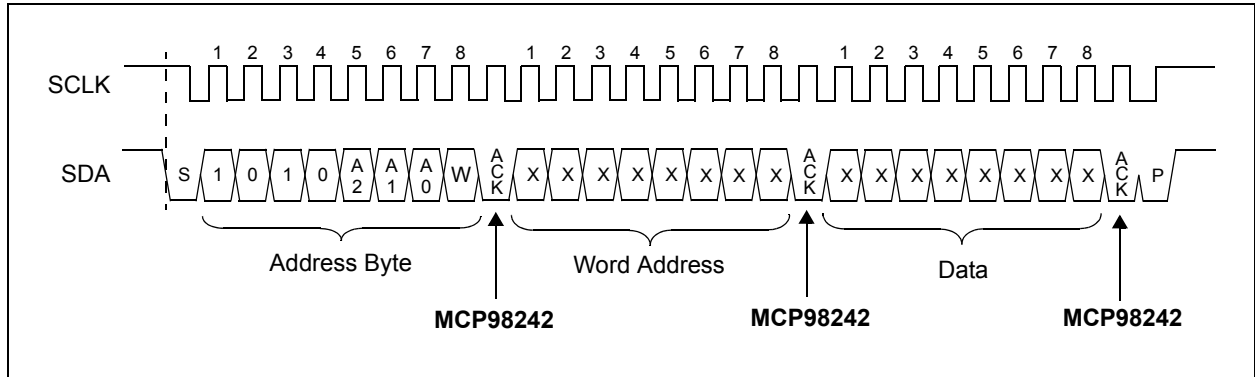 1 2 3 4 5 6 7 8 1 2 3 4 5 6 7 8 1 2 3 4 5 6 7 8
SCLK
SDA S 1 0 1 0 A2 A1 A0 W ACK X X X X X X X X ACK X X X X X X X X ACK P
Address Byte Word Address Data
MCP98242 MCP98242 MCP98242